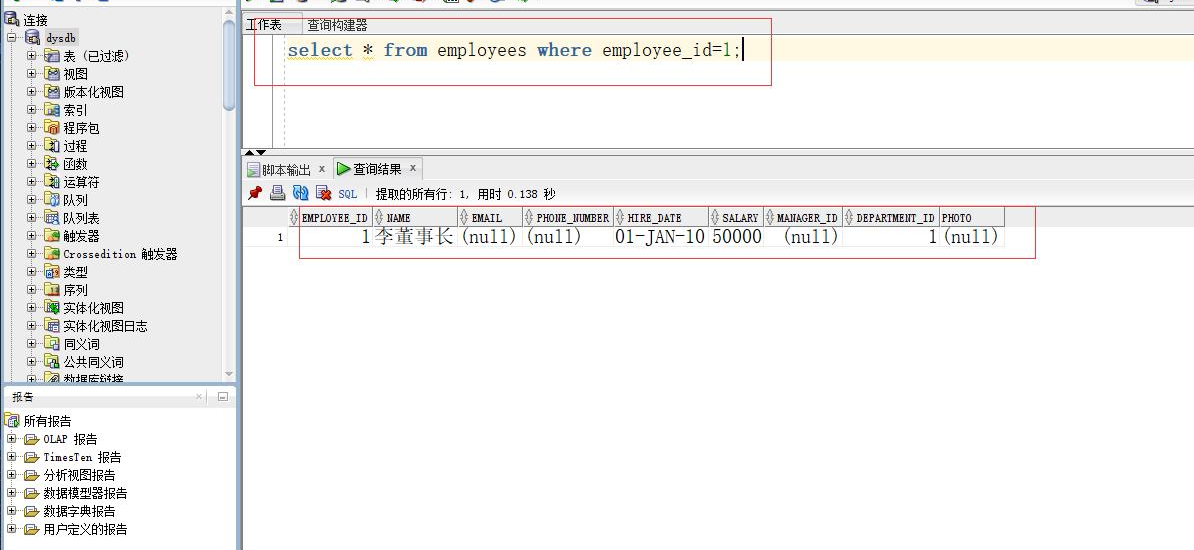 连接
dysdb
表 (已过滤)
视图
版本化视图
索引
程序包
过程
函数
运算符
队列
队列表
触发器
Crossedition 触发器
类型
序列
实体化视图
实体化视图日志
同义词
公共同义词
数据库链接
报告
所有报告
OLAP 报告
TimesTen 报告
分析视图报告
数据模型器报告
数据字典报告
用户定义的报告
工作表 查询构建器
select * from employees where employee_id=1;
脚本输出 x 查询结果 x
SQL | 提取的所有行: 1, 用时 0.138 秒
EMPLOYEE_ID NAME EMAIL PHONE_NUMBER HIRE_DATE SALARY MANAGER_ID DEPARTMENT_ID PHOTO
1 1 李董事长 (null) (null) 01-JAN-10 50000 (null) 1 (null)